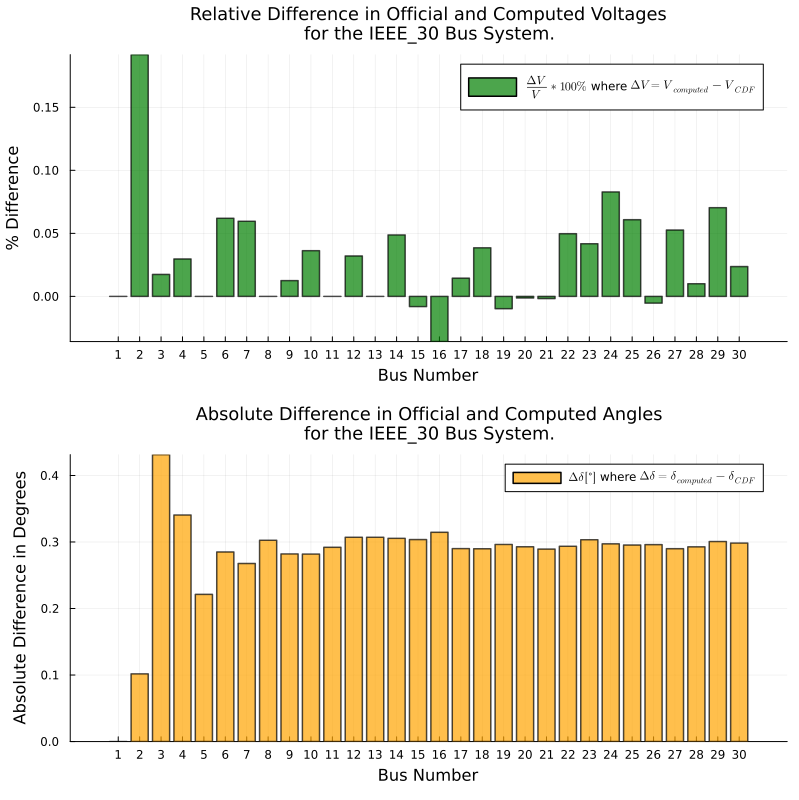 Relative Difference in Official and Computed Voltages
for the IEEE_30 Bus System.
ΔV/V * 100% where ΔV = V_computed − V_CDF
0.15
0.10
0.05
0.00
% Difference
1 2 3 4 5 6 7 8 9 10 11 12 13 14 15 16 17 18 19 20 21 22 23 24 25 26 27 28 29 30
Bus Number
Absolute Difference in Official and Computed Angles
for the IEEE_30 Bus System.
Δδ[°] where Δδ = δ_computed − δ_CDF
0.4
0.3
0.2
0.1
0.0
Absolute Difference in Degrees
1 2 3 4 5 6 7 8 9 10 11 12 13 14 15 16 17 18 19 20 21 22 23 24 25 26 27 28 29 30
Bus Number